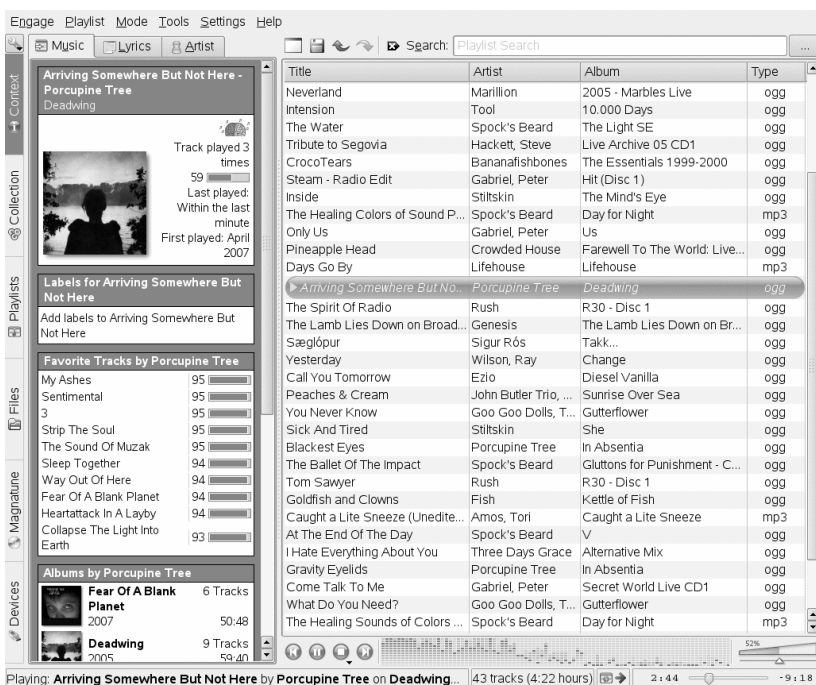 Engage Playlist Mode Tools Settings Help
Music Lyrics Artist
Context
Collection
Playlists
Files
Magnature
Devices
Arriving Somewhere But Not Here -
Porcupine Tree
Deadwing
Track played 3
times
59
Last played:
Within the last
minute
First played: April
2007
Labels for Arriving Somewhere But
Not Here
Add labels to Arriving Somewhere But
Not Here
Favorite Tracks by Porcupine Tree
My Ashes 95
Sentimental 95
3 95
Strip The Soul 95
The Sound Of Muzak 95
Sleep Together 94
Way Out Of Here 94
Fear Of A Blank Planet 94
Heartattack In A Layby 94
Collapse The Light Into
Earth 93
Albums by Porcupine Tree
Fear Of A Blank 6 Tracks
Planet
2007 50:48
Deadwing 9 Tracks
2005 59:40
Search: Playlist Search ...
Title Artist Album Type
Neverland Marillion 2005 - Marbles Live ogg
Intension Tool 10.000 Days ogg
The Water Spock's Beard The Light SE ogg
Tribute to Segovia Hackett, Steve Live Archive 05 CD1 ogg
CrocoTears Bananafishbones The Essentials 1999-2000 ogg
Steam - Radio Edit Gabriel, Peter Hit (Disc 1) ogg
Inside Stiltskin The Mind's Eye ogg
The Healing Colors of Sound P... Spock's Beard Day for Night mp3
Only Us Gabriel, Peter Us ogg
Pineapple Head Crowded House Farewell To The World: Live... ogg
Days Go By Lifehouse Lifehouse mp3
Arriving Somewhere But No... Porcupine Tree Deadwing ogg
The Spirit Of Radio Rush R30 - Disc 1 ogg
The Lamb Lies Down on Broad... Genesis The Lamb Lies Down on Br... ogg
Sæglópur Sigur Rós Takk... ogg
Yesterday Wilson, Ray Change ogg
Call You Tomorrow Ezio Diesel Vanilla ogg
Peaches & Cream John Butler Trio, ... Sunrise Over Sea ogg
You Never Know Goo Goo Dolls, T... Gutterflower ogg
Sick And Tired Stiltskin She ogg
Blackest Eyes Porcupine Tree In Absentia ogg
The Ballet Of The Impact Spock's Beard Gluttons for Punishment - C... ogg
Tom Sawyer Rush R30 - Disc 1 ogg
Goldfish and Clowns Fish Kettle of Fish ogg
Caught a Lite Sneeze (Unedite... Amos, Tori Caught a Lite Sneeze mp3
At The End Of The Day Spock's Beard V ogg
I Hate Everything About You Three Days Grace Alternative Mix ogg
Gravity Eyelids Porcupine Tree In Absentia ogg
Come Talk To Me Gabriel, Peter Secret World Live CD1 ogg
What Do You Need? Goo Goo Dolls, T... Gutterflower ogg
The Healing Sounds of Colors ... Spock's Beard Day for Night mp3
52%
Playing: Arriving Somewhere But Not Here by Porcupine Tree on Deadwing... 43 tracks (4:22 hours) 2:44 -9:18